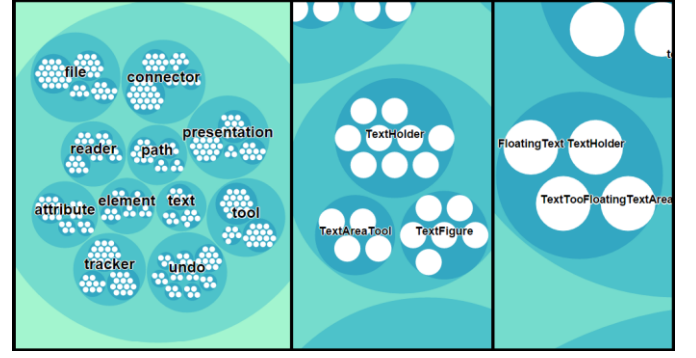 file
connector
presentation
reader
path
element
text
attribute
tool
tracker
undo
TextHolder
TextAreaTool
TextFigure
FloatingText
TextHolder
TextToo
FloatingTextArea